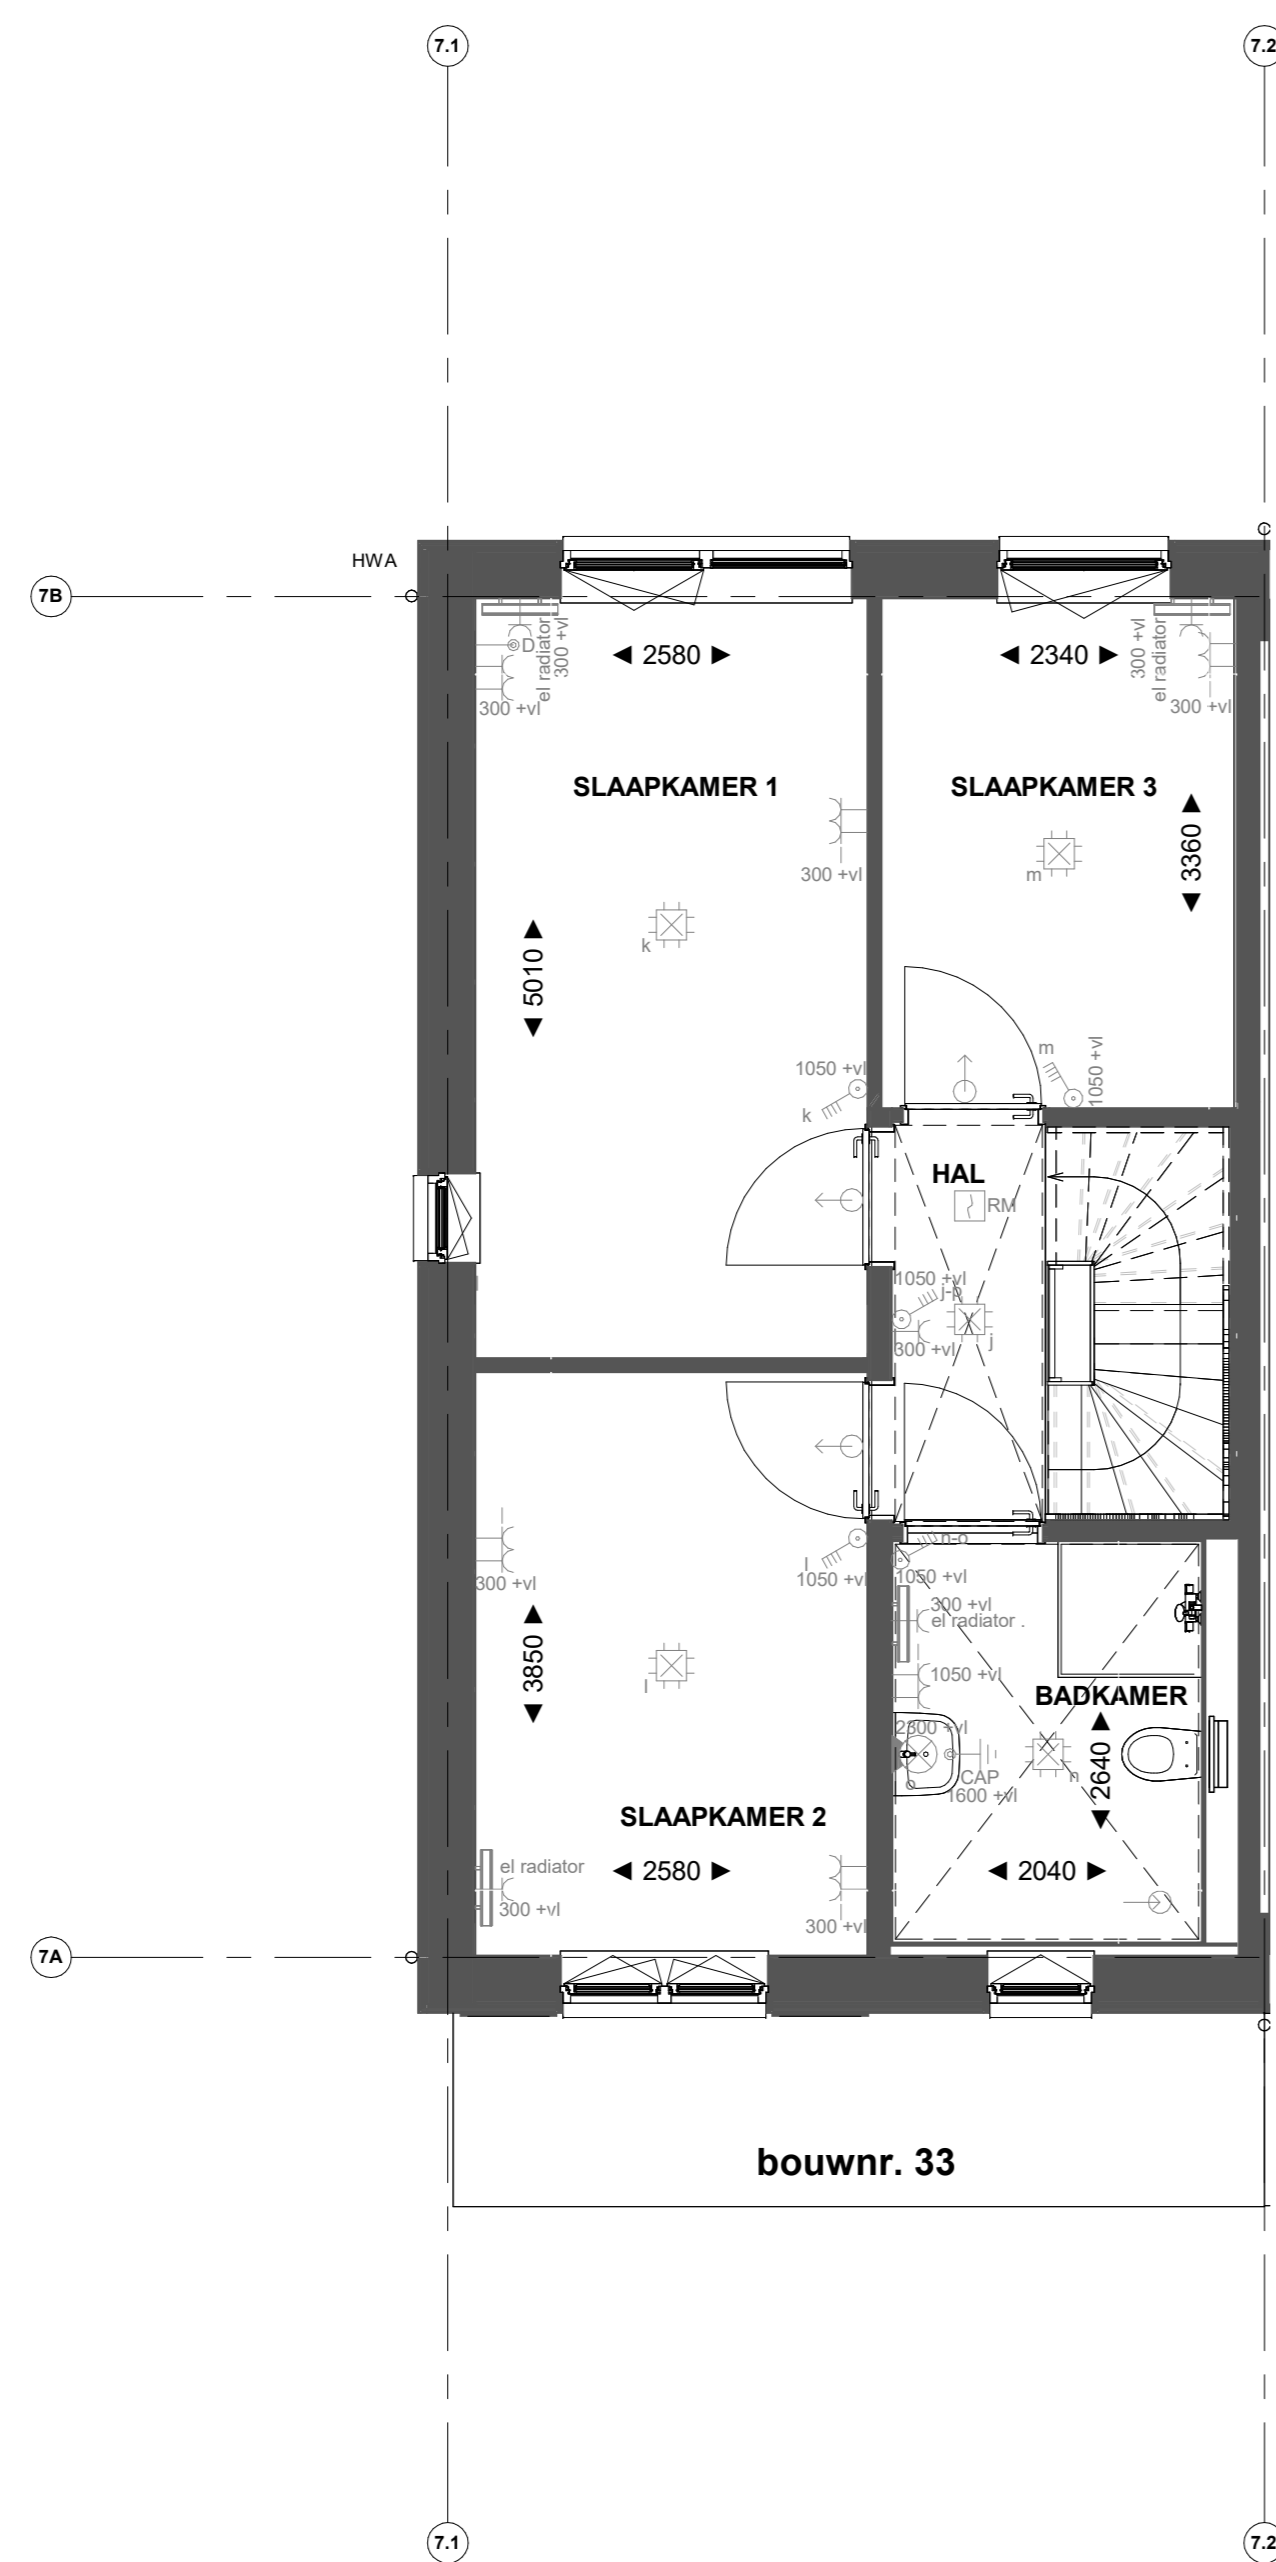 7.1
7.2
HWA
7B
D
el radiator
300 +vl
300 +vl
◄ 2580 ►
◄ 2340 ►
300 +vl
el radiator
300 +vl
SLAAPKAMER 1
SLAAPKAMER 3
300 +vl
m
◄ 3360 ►
k
◄ 5010 ►
1050 +vl
k
m
1050 +vl
HAL
RM
1050 +vl
j-p
300 +vl
j
300 +vl
l
1050 +vl
n-o
1050 +vl
300 +vl
el radiator .
◄ 3850 ►
l
1050 +vl
BADKAMER
2300 +vl
CAP
1600 +vl
o
n
◄ 2640 ►
SLAAPKAMER 2
el radiator
300 +vl
◄ 2580 ►
300 +vl
◄ 2040 ►
7A
bouwnr. 33
7.1
7.2